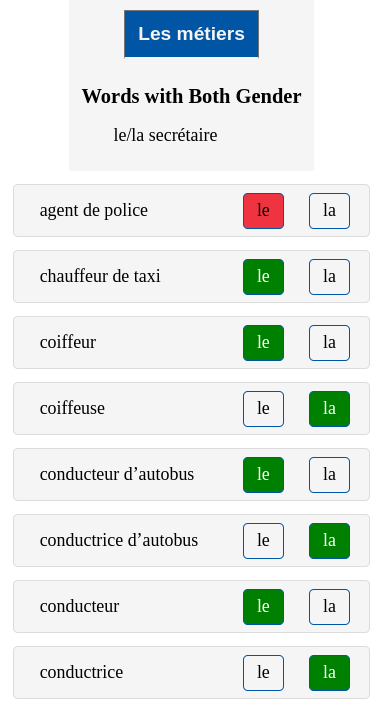 Les métiers
Words with Both Gender
le/la secrétaire
agent de police le la
chauffeur de taxi le la
coiffeur le la
coiffeuse le la
conducteur d’autobus le la
conductrice d’autobus le la
conducteur le la
conductrice le la